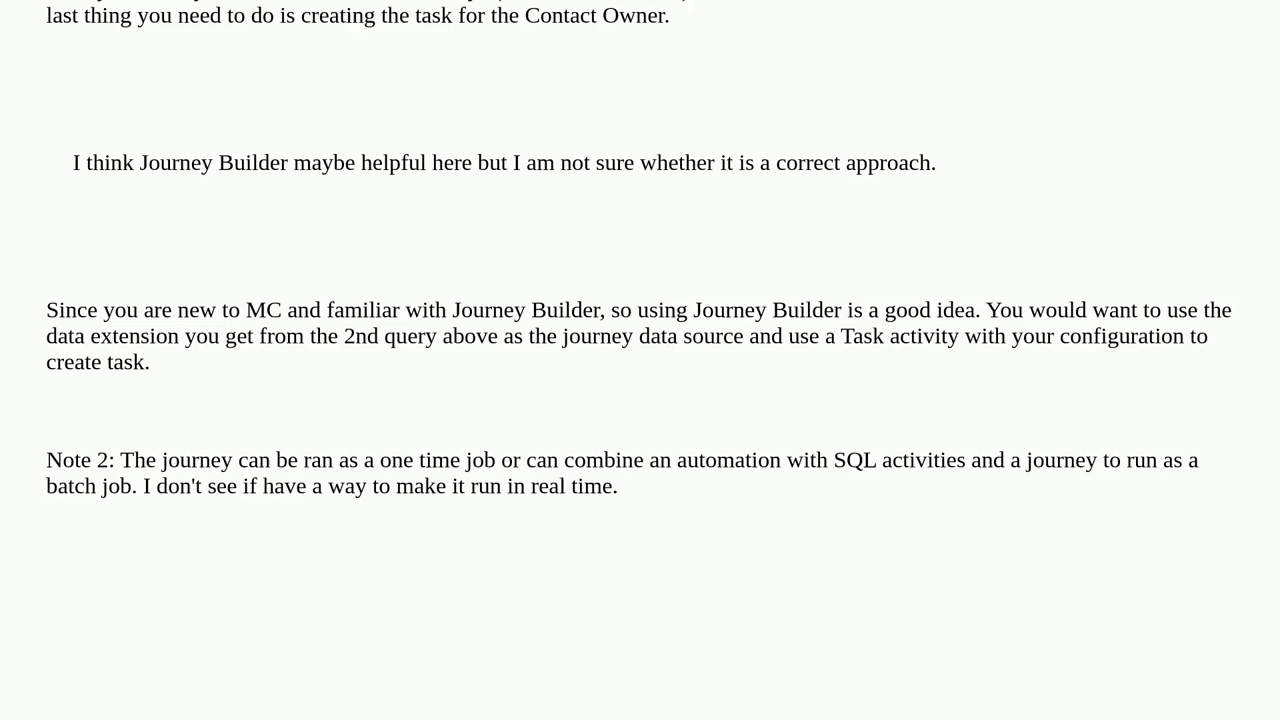 last thing you need to do is creating the task for the Contact Owner.
I think Journey Builder maybe helpful here but I am not sure whether it is a correct approach.
Since you are new to MC and familiar with Journey Builder, so using Journey Builder is a good idea. You would want to use the
data extension you get from the 2nd query above as the journey data source and use a Task activity with your configuration to
create task.
Note 2: The journey can be ran as a one time job or can combine an automation with SQL activities and a journey to run as a
batch job. I don't see if have a way to make it run in real time.